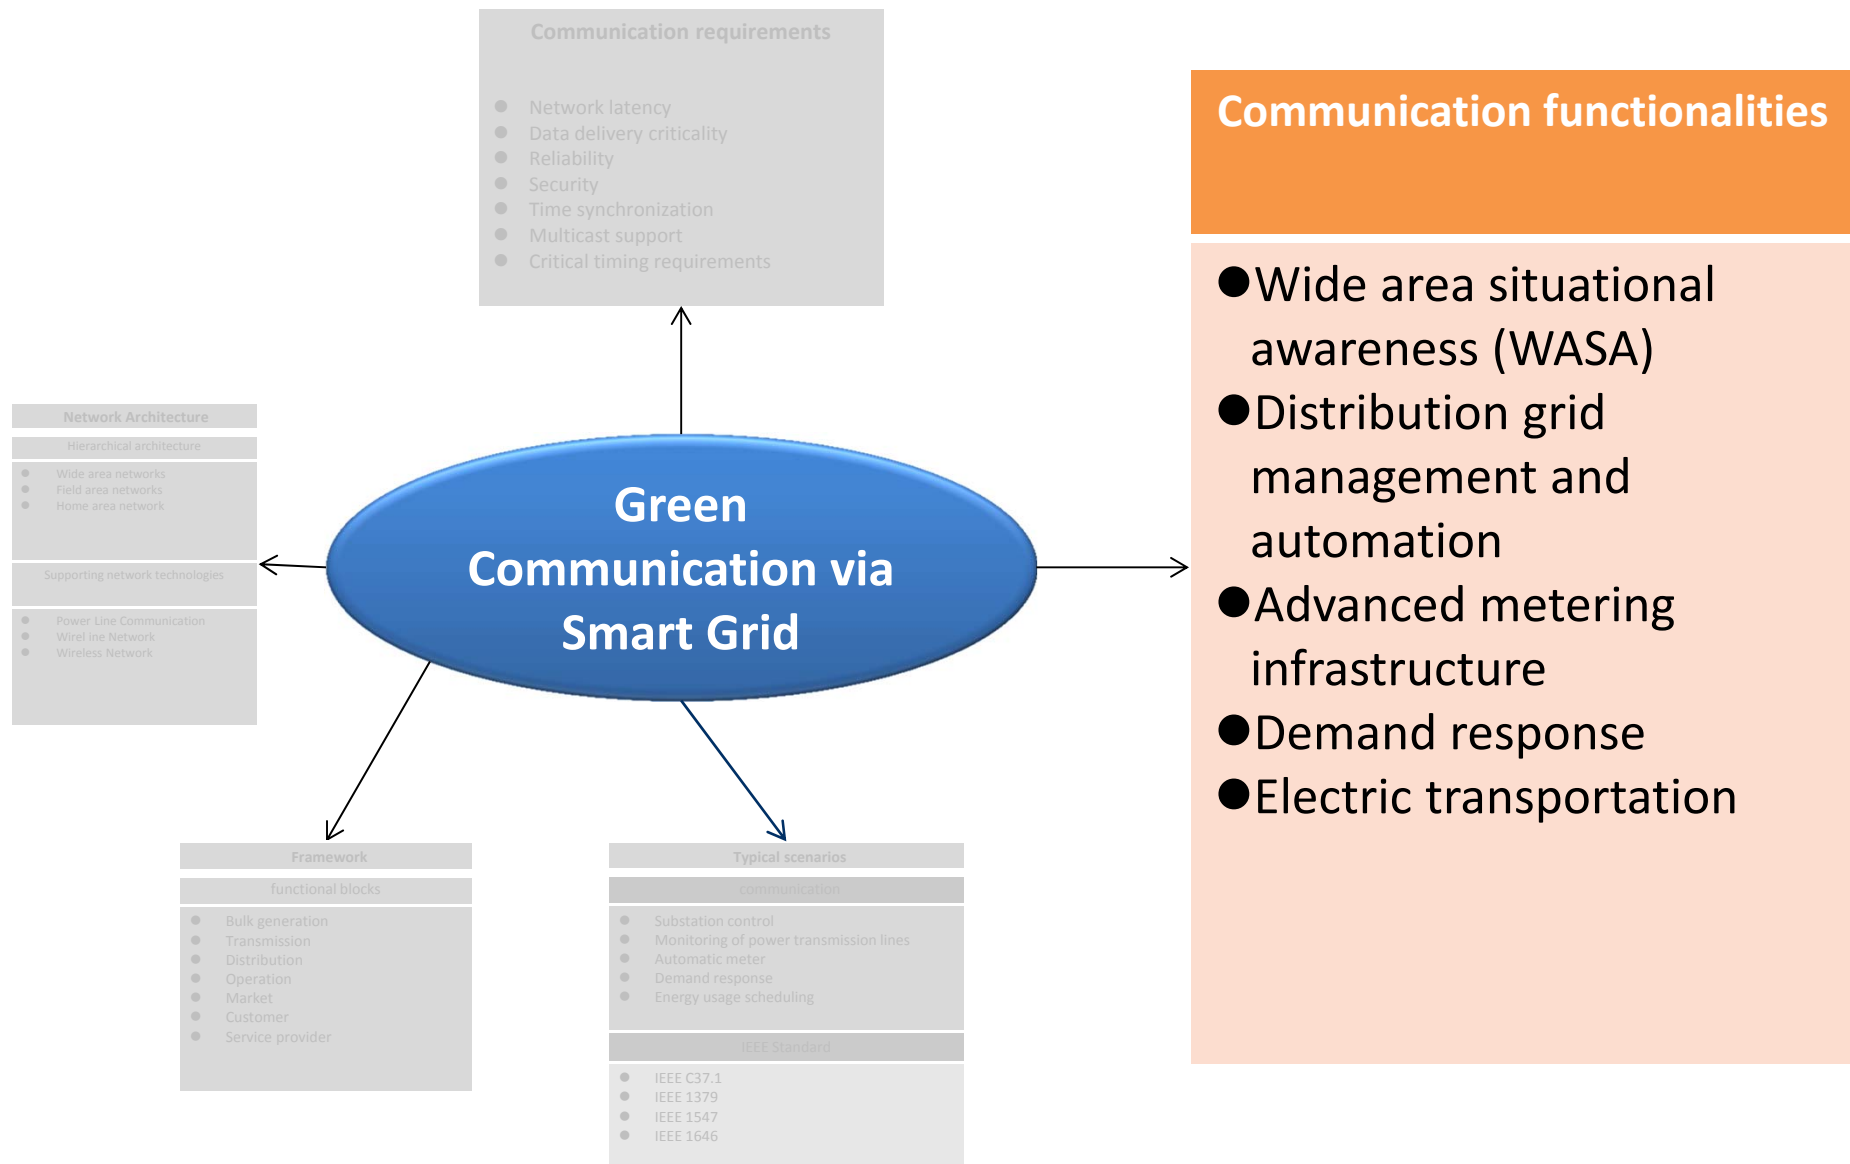 Communication requirements
● Network latency
● Data delivery criticality
● Reliability
● Security
● Time synchronization
● Multicast support
● Critical timing requirements
Communication functionalities
●Wide area situational
awareness (WASA)
●Distribution grid
management and
automation
●Advanced metering
infrastructure
●Demand response
●Electric transportation
Network Architecture
Hierarchical architecture
● Wide area networks
● Field area networks
● Home area network
Supporting network technologies
● Power Line Communication
● Wirel ine Network
● Wireless Network
Green
Communication via
Smart Grid
Framework
functional blocks
● Bulk generation
● Transmission
● Distribution
● Operation
● Market
● Customer
● Service provider
Typical scenarios
communication
● Substation control
● Monitoring of power transmission lines
● Automatic meter
● Demand response
● Energy usage scheduling
IEEE Standard
● IEEE C37.1
● IEEE 1379
● IEEE 1547
● IEEE 1646